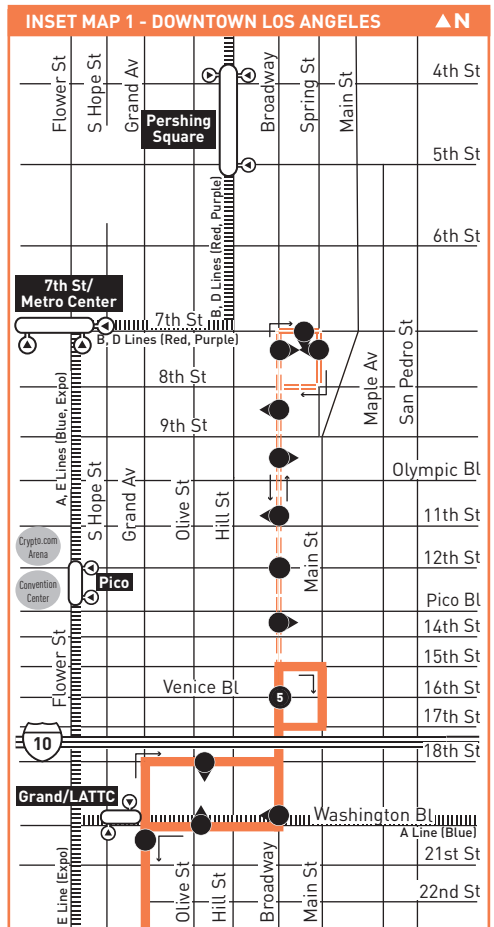 INSET MAP 1 - DOWNTOWN LOS ANGELES
▲N
Flower St
S Hope St
Grand Av
Broadway
Spring St
Main St
4th St
Pershing
Square
5th St
B, D Lines (Red, Purple)
6th St
7th St/
Metro Center
7th St
B, D Lines (Red, Purple)
8th St
Maple Av
San Pedro St
9th St
A, E Lines (Blue, Expo)
S Hope St
Grand Av
Olive St
Hill St
Main St
Olympic Bl
11th St
Crypto.com
Arena
12th St
Convention
Center
Pico
Pico Bl
14th St
15th St
Flower St
Venice Bl
5
16th St
17th St
10
18th St
Grand/LATTC
Washington Bl
A Line (Blue)
21st St
E Line (Expo)
Olive St
Hill St
Broadway
Main St
22nd St